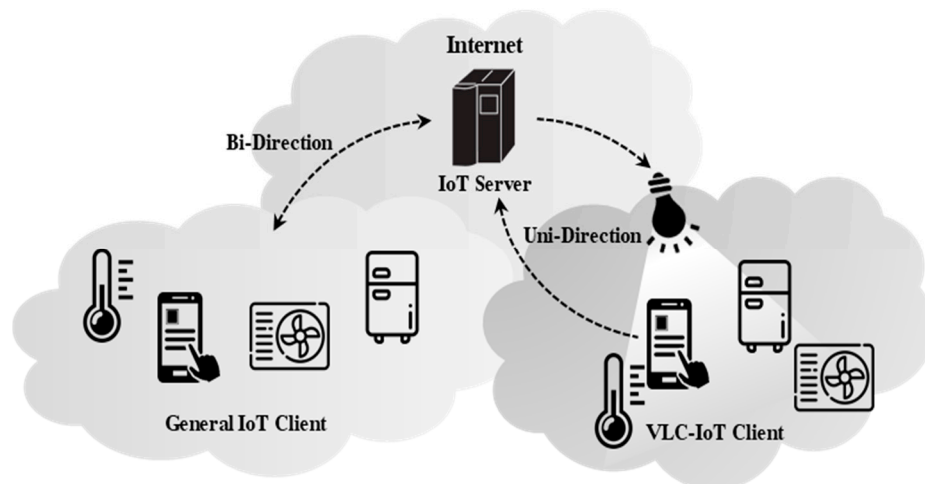 Internet
Bi-Direction
IoT Server
Uni-Direction
General IoT Client
VLC-IoT Client